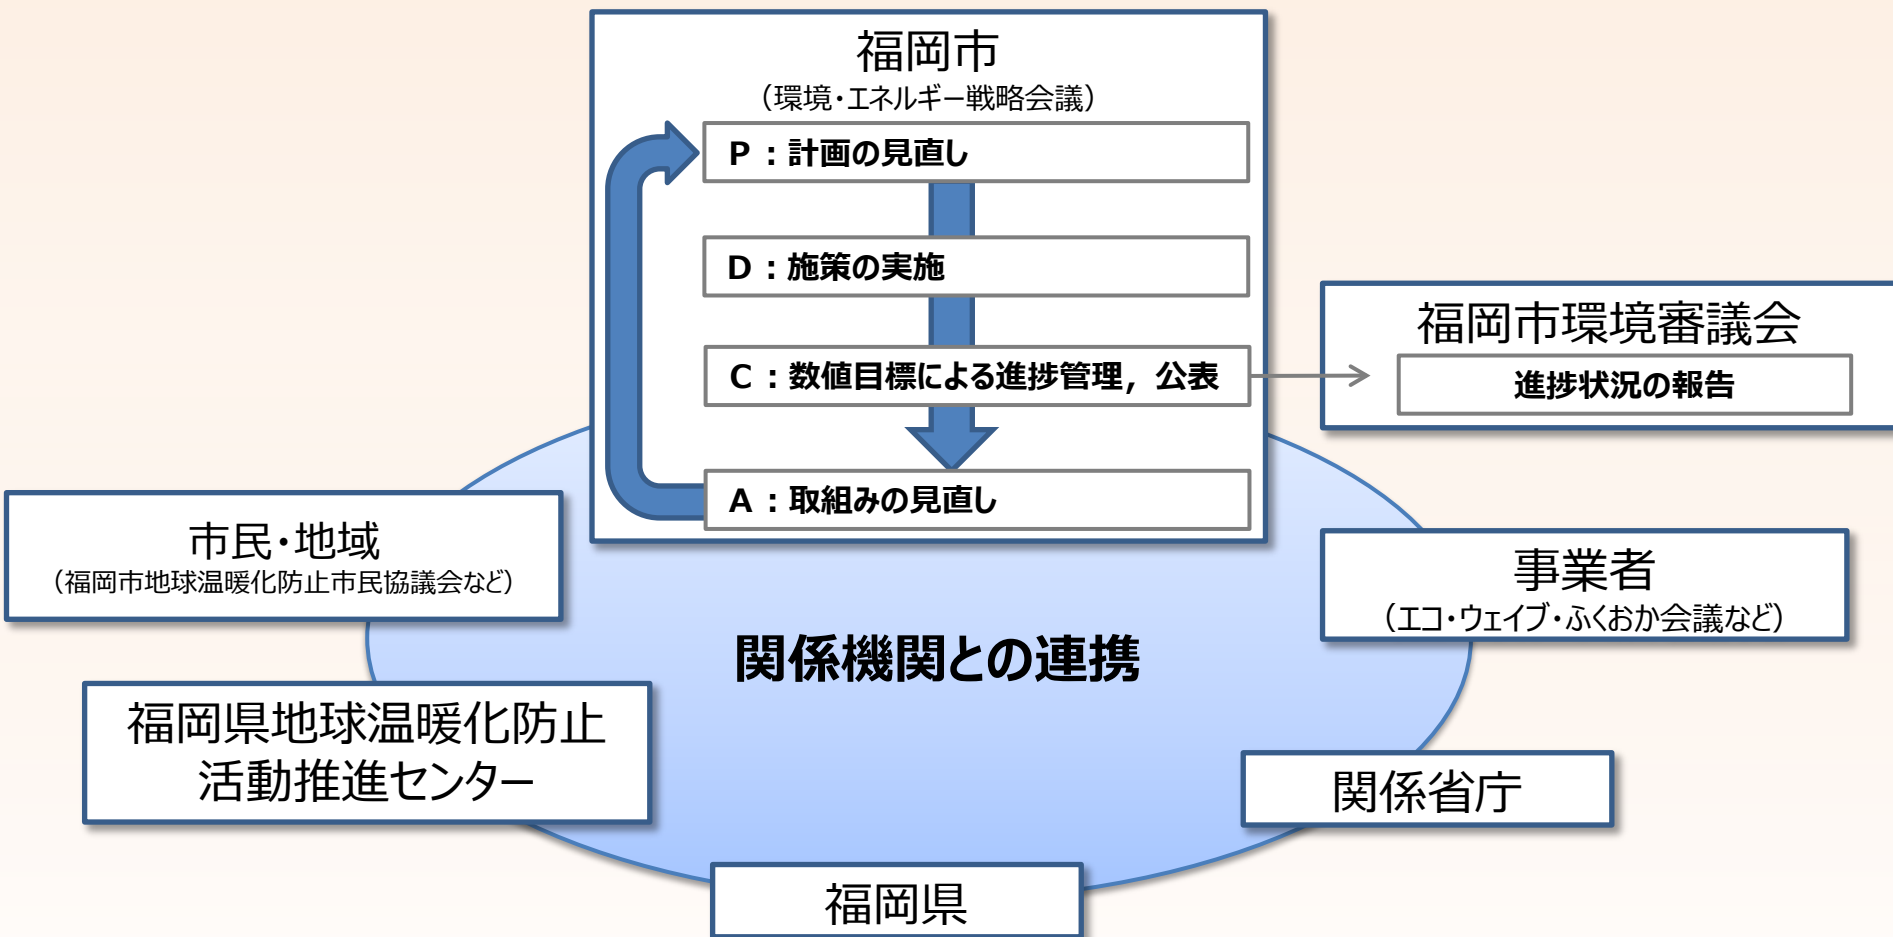 福岡市
（環境・エネルギー戦略会議）
P：計画の見直し
D：施策の実施
C：数値目標による進捗管理，公表
A：取組みの見直し
福岡市環境審議会
進捗状況の報告
市民・地域
（福岡市地球温暖化防止市民協議会など）
事業者
（エコ・ウェイブ・ふくおか会議など）
関係機関との連携
福岡県地球温暖化防止
活動推進センター
関係省庁
福岡県